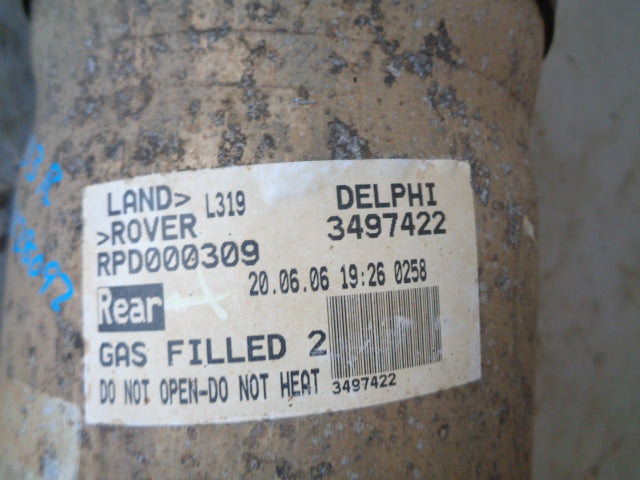 LAND> L319 DELPHI
>ROVER 3497422
RPD000309
20.06.06 19:26 0258
Rear
GAS FILLED 2
DO NOT OPEN-DO NOT HEAT 3497422